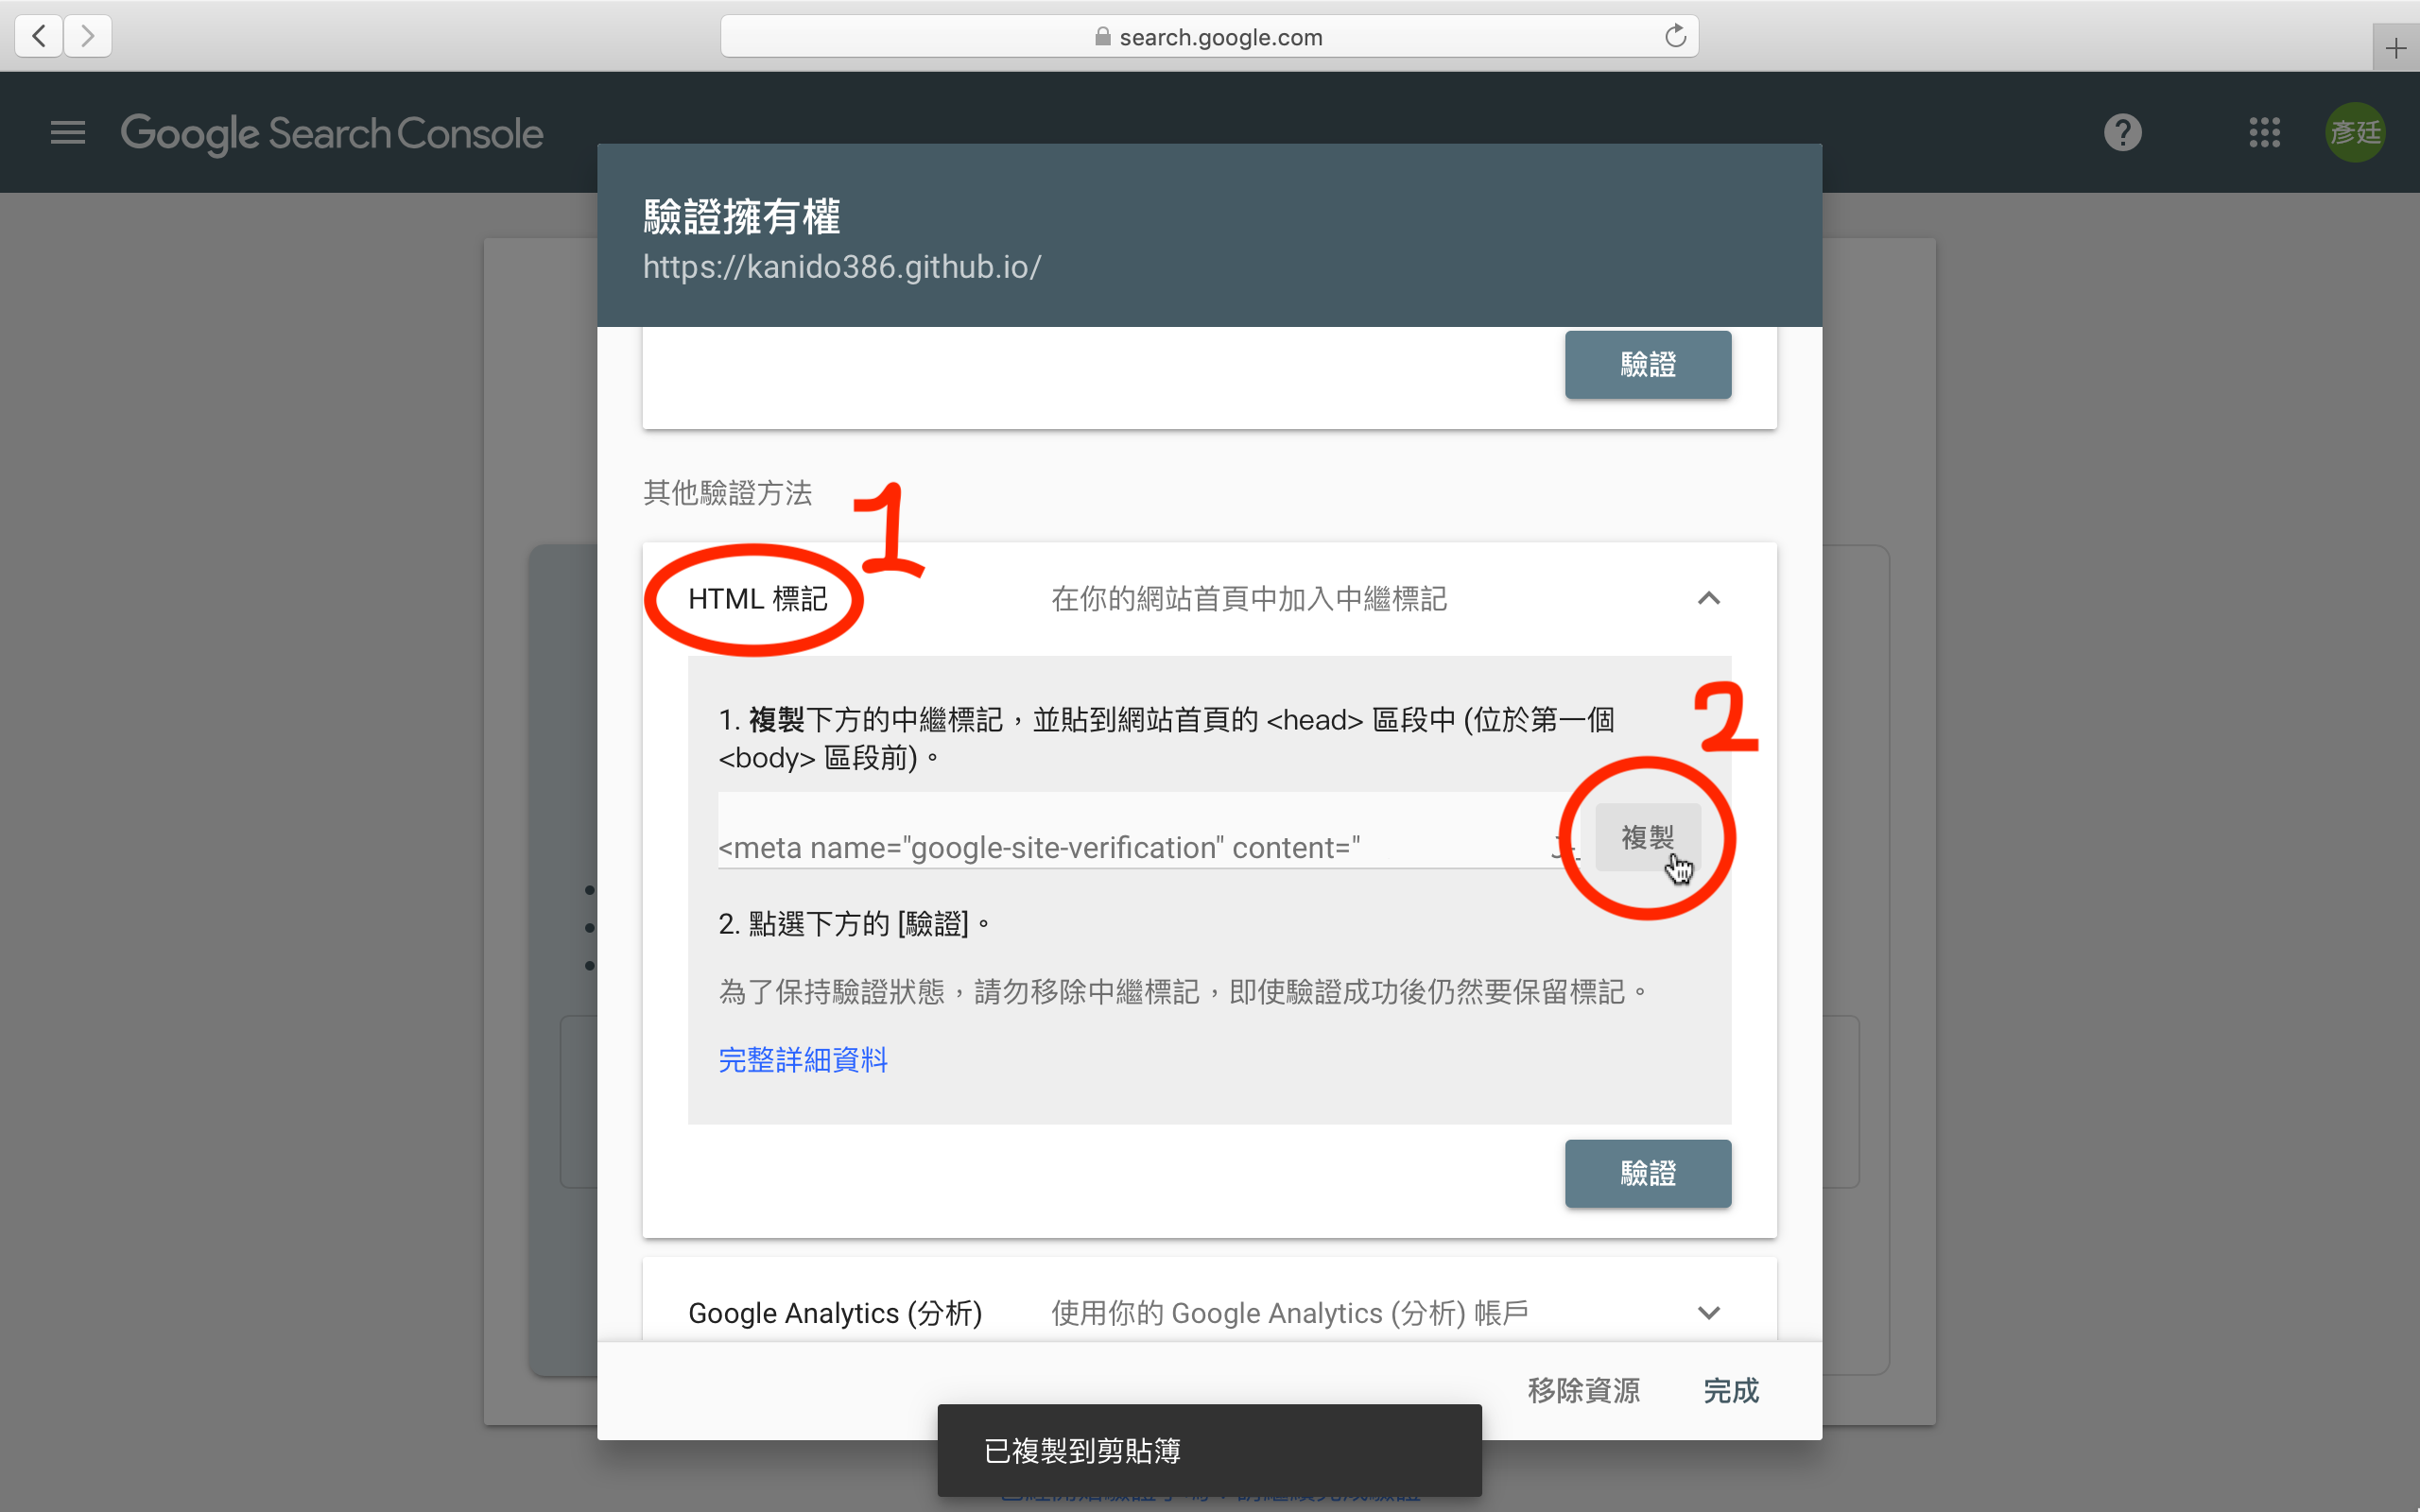 search.google.com
Google Search Console
彥廷
驗證擁有權
https://kanido386.github.io/
驗證
其他驗證方法
1
HTML 標記
在你的網站首頁中加入中繼標記
2
1. 複製下方的中繼標記，並貼到網站首頁的 <head> 區段中 (位於第一個
<body> 區段前)。
<meta name="google-site-verification" content="
複製
2. 點選下方的 [驗證]。
為了保持驗證狀態，請勿移除中繼標記，即使驗證成功後仍然要保留標記。
完整詳細資料
驗證
Google Analytics (分析)
使用你的 Google Analytics (分析) 帳戶
移除資源
完成
已複製到剪貼簿